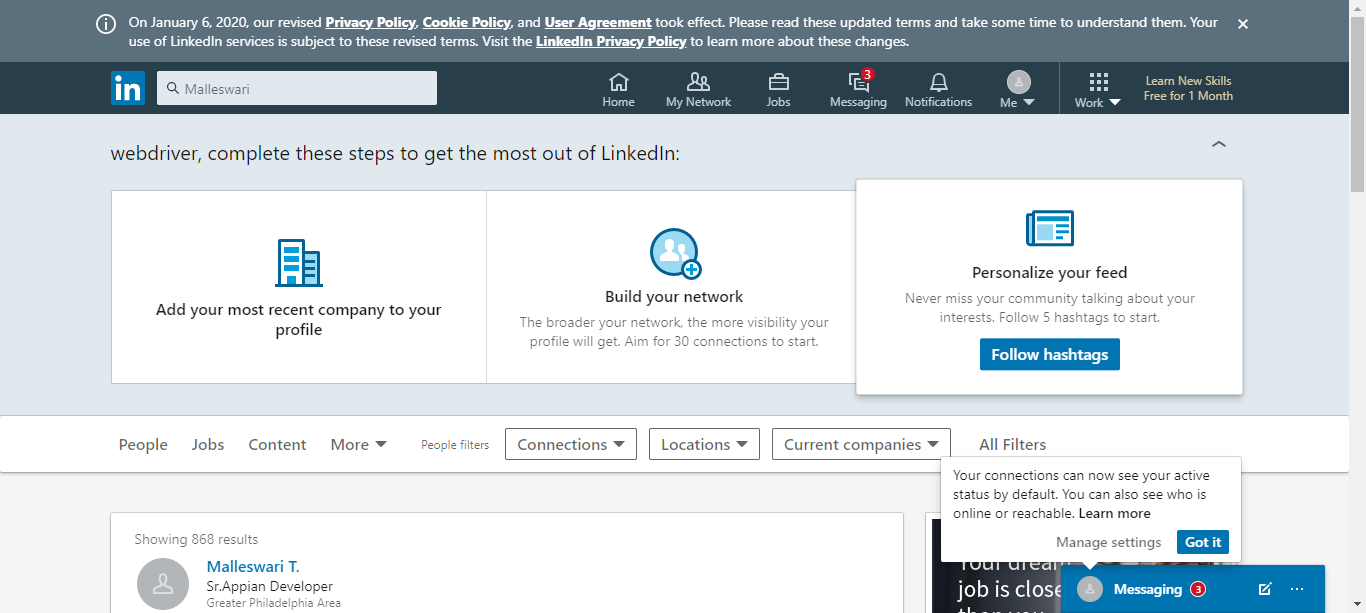 On January 6, 2020, our revised Privacy Policy, Cookie Policy, and User Agreement took effect. Please read these updated terms and take some time to understand them. Your
use of LinkedIn services is subject to these revised terms. Visit the LinkedIn Privacy Policy to learn more about these changes.
in
Malleswari
Home
My Network
Jobs
3
Messaging
Notifications
Me
Work
Learn New Skills
Free for 1 Month
webdriver, complete these steps to get the most out of LinkedIn:
Add your most recent company to your
profile
Build your network
The broader your network, the more visibility your
profile will get. Aim for 30 connections to start.
Personalize your feed
Never miss your community talking about your
interests. Follow 5 hashtags to start.
Follow hashtags
People
Jobs
Content
More
People filters
Connections
Locations
Current companies
All Filters
Your connections can now see your active
status by default. You can also see who is
online or reachable. Learn more
Manage settings
Got it
Showing 868 results
Malleswari T.
Sr.Appian Developer
Greater Philadelphia Area
Your dream
job is close
Messaging 3